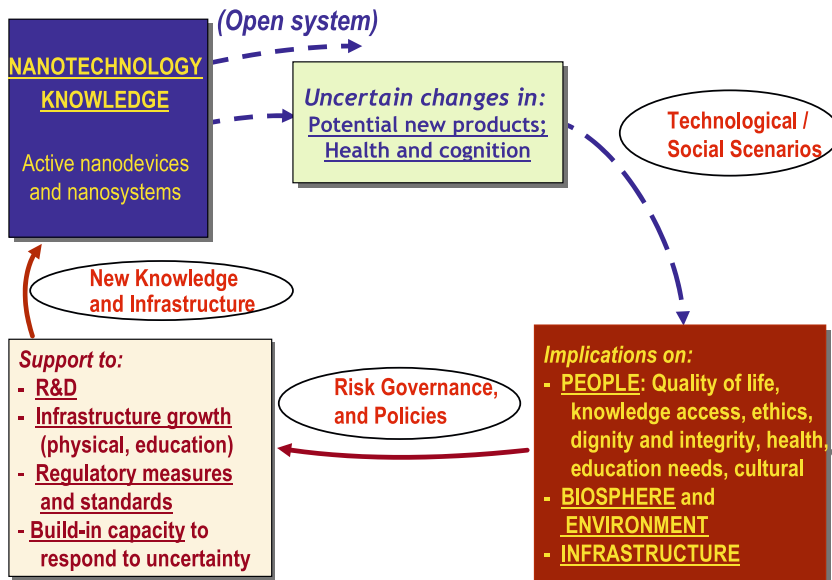 (Open system)
NANOTECHNOLOGY
KNOWLEDGE
Active nanodevices
and nanosystems
Uncertain changes in:
Potential new products;
Health and cognition
Technological /
Social Scenarios
New Knowledge
and Infrastructure
Support to:
- R&D
- Infrastructure growth
(physical, education)
- Regulatory measures
and standards
- Build-in capacity to
respond to uncertainty
Risk Governance,
and Policies
Implications on:
- PEOPLE: Quality of life,
knowledge access, ethics,
dignity and integrity, health,
education needs, cultural
- BIOSPHERE and
ENVIRONMENT
- INFRASTRUCTURE